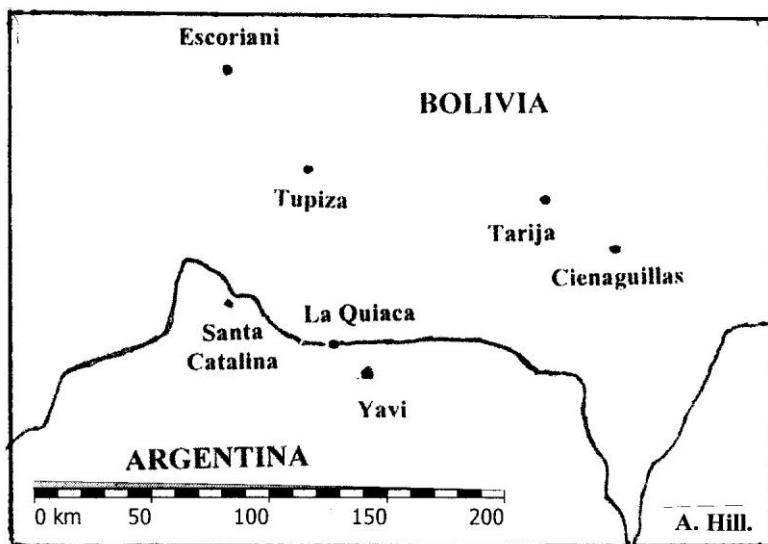 Escoriani
BOLIVIA
Tupiza
Tarija
Cienaguillas
La Quiaca
Santa
Catalina
Yavi
ARGENTINA
0 km 50 100 150 200
A. Hill.